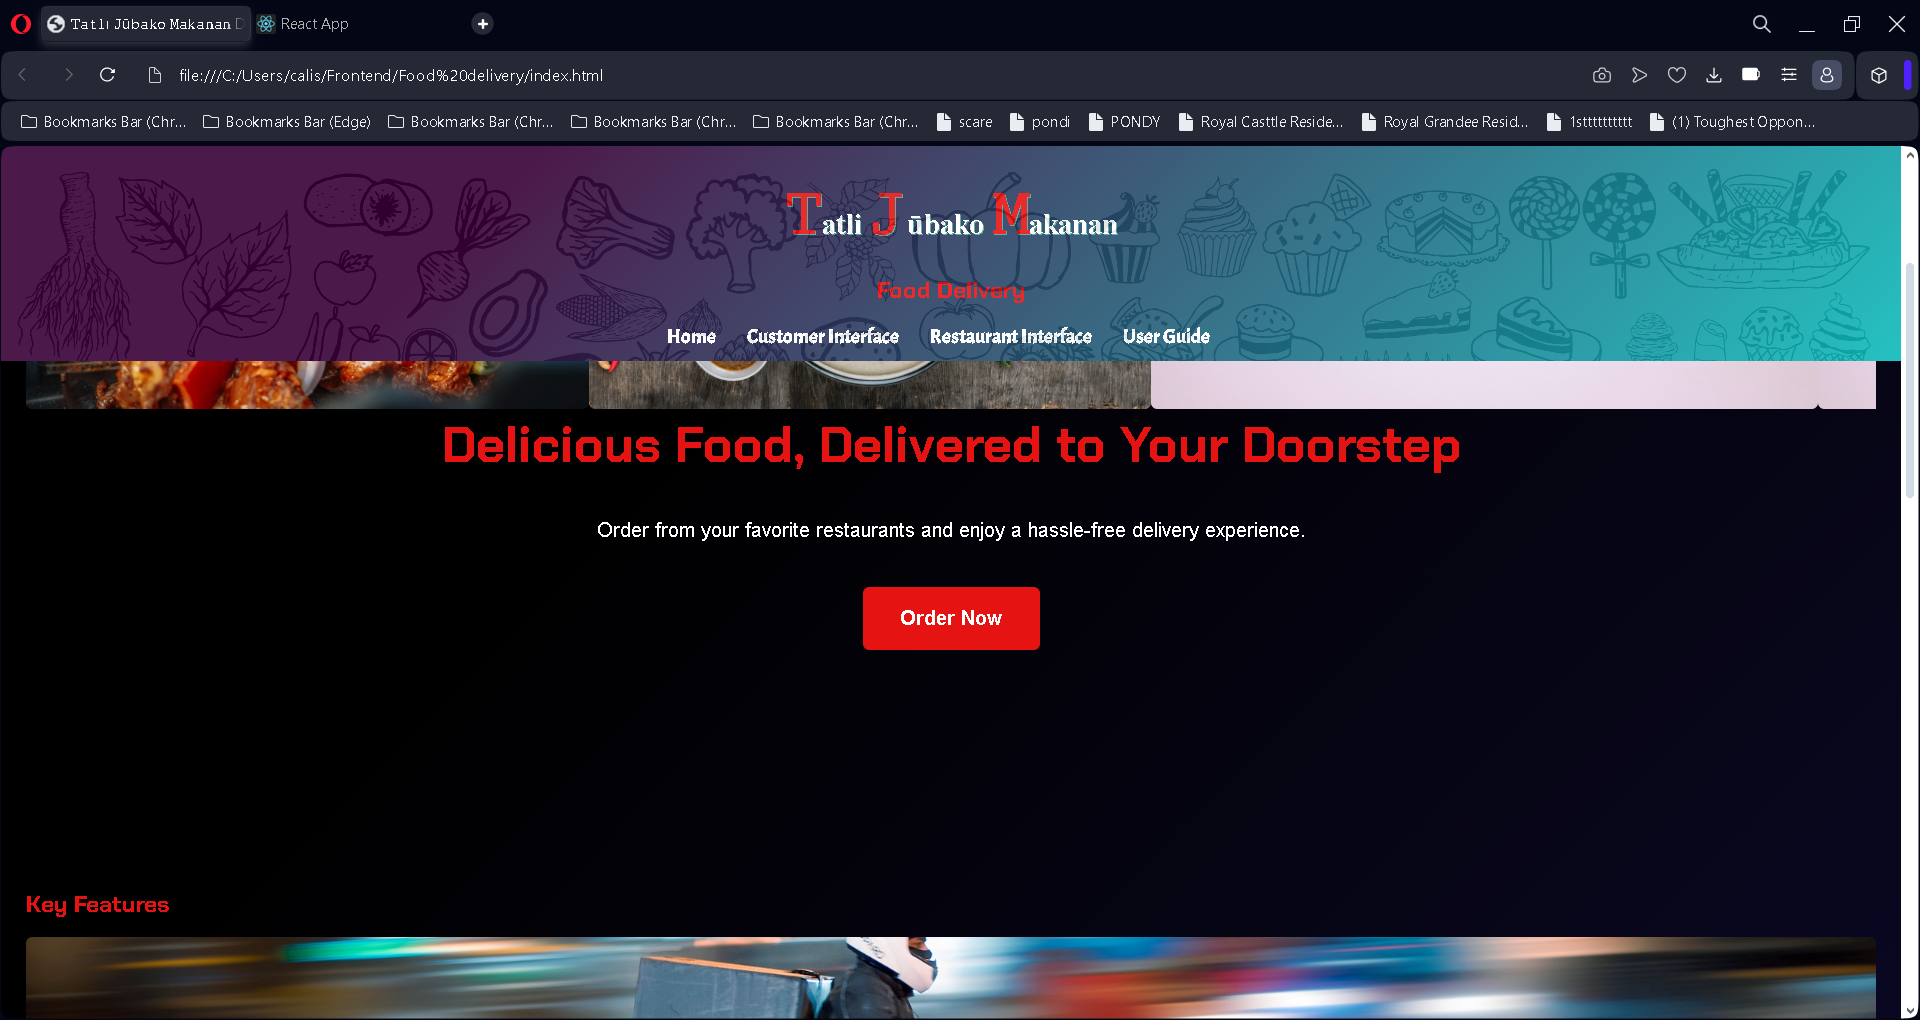 Tatlı Jūbako Makanan D
React App
file:///C:/Users/calis/Frontend/Food%20delivery/index.html
Bookmarks Bar (Chr... Bookmarks Bar (Edge) Bookmarks Bar (Chr... Bookmarks Bar (Chr... Bookmarks Bar (Chr... scare pondi PONDY Royal Casttle Reside... Royal Grandee Resid... 1stttttttttt (1) Toughest Oppon...
Tatli Jūbako Makanan
Food Delivery
Home Customer Interface Restaurant Interface User Guide
Delicious Food, Delivered to Your Doorstep
Order from your favorite restaurants and enjoy a hassle-free delivery experience.
Order Now
Key Features